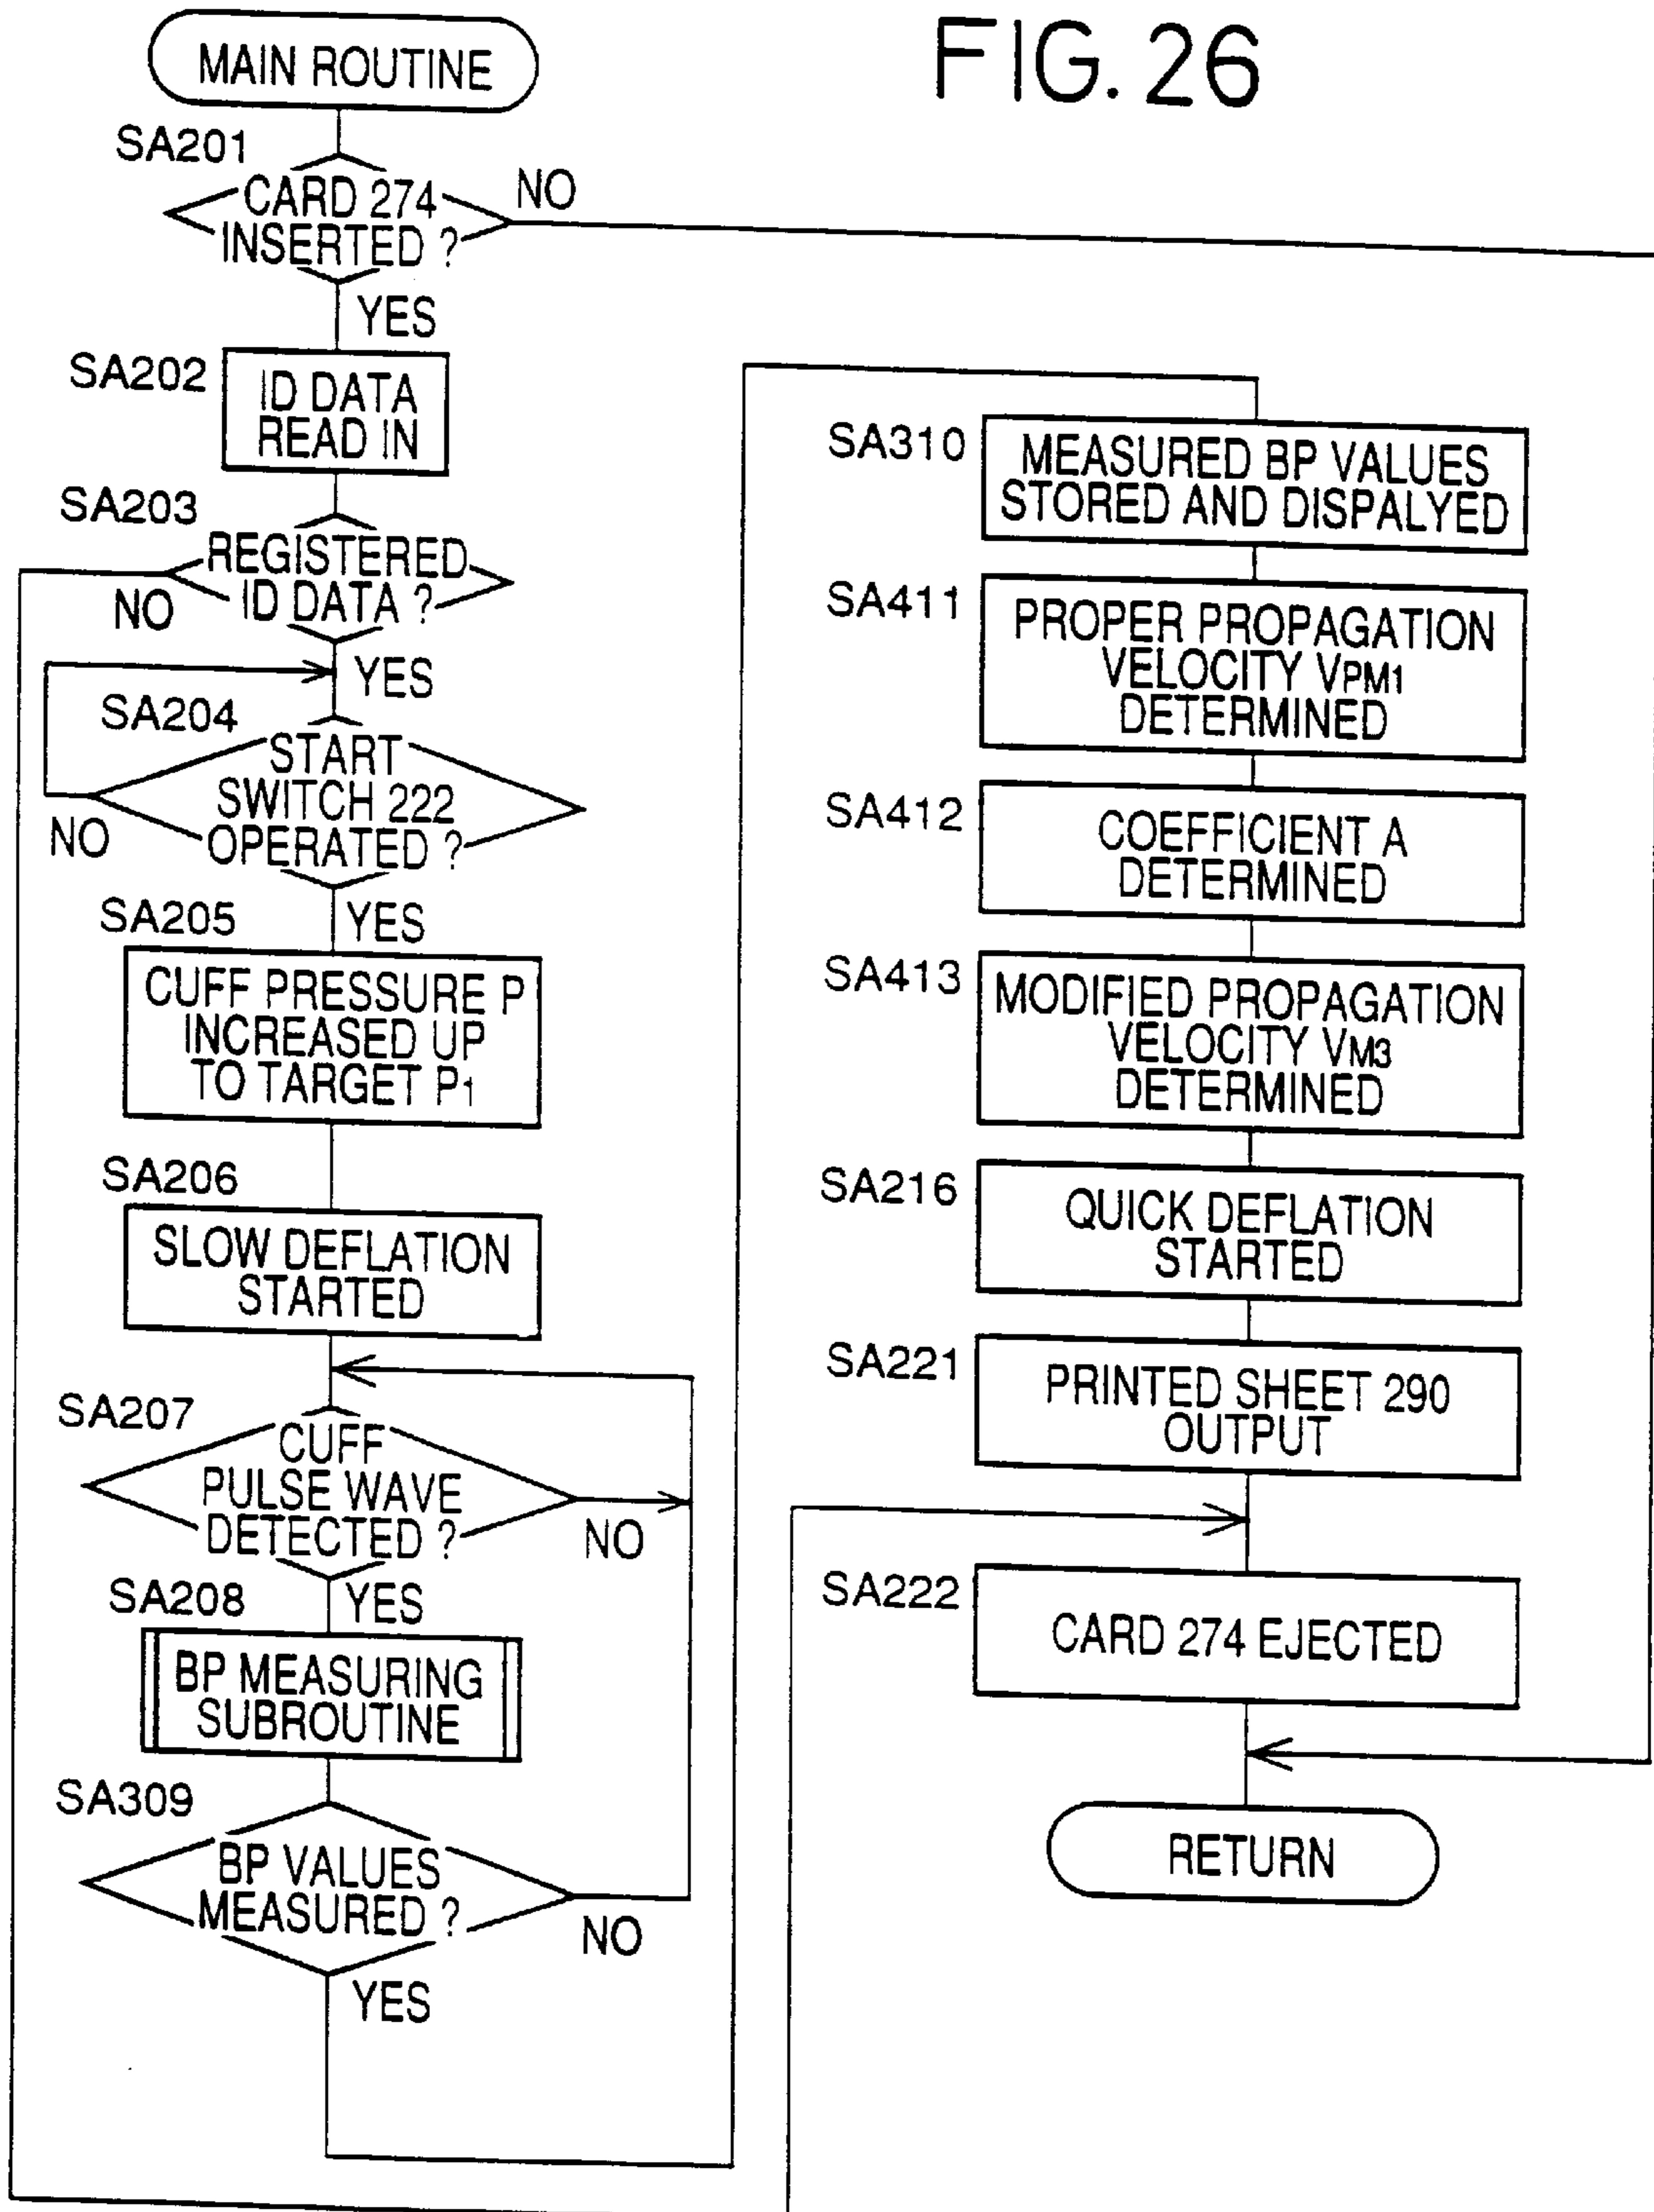 FIG. 26
MAIN ROUTINE
SA201
CARD 274
INSERTED ?
NO
YES
SA202
ID DATA
READ IN
SA203
REGISTERED
ID DATA ?
NO
YES
SA204
START
SWITCH 222
OPERATED ?
NO
YES
SA205
CUFF PRESSURE P
INCREASED UP
TO TARGET P1
SA206
SLOW DEFLATION
STARTED
SA207
CUFF
PULSE WAVE
DETECTED ?
NO
YES
SA208
BP MEASURING
SUBROUTINE
SA309
BP VALUES
MEASURED ?
NO
YES
SA310
MEASURED BP VALUES
STORED AND DISPALYED
SA411
PROPER PROPAGATION
VELOCITY VPM1
DETERMINED
SA412
COEFFICIENT A
DETERMINED
SA413
MODIFIED PROPAGATION
VELOCITY VM3
DETERMINED
SA216
QUICK DEFLATION
STARTED
SA221
PRINTED SHEET 290
OUTPUT
SA222
CARD 274 EJECTED
RETURN